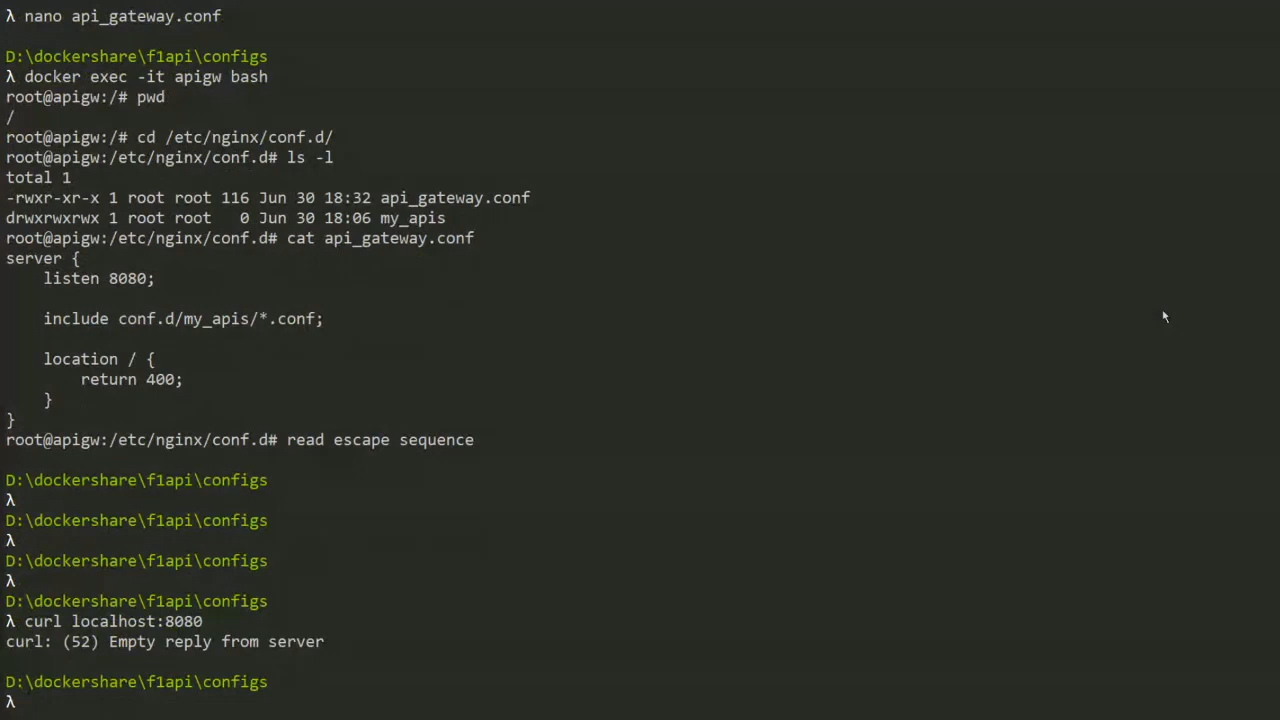 λ nano api_gateway.conf
D:\dockershare\f1api\configs
λ docker exec -it apigw bash
root@apigw:/# pwd
/
root@apigw:/# cd /etc/nginx/conf.d/
root@apigw:/etc/nginx/conf.d# ls -l
total 1
-rwxr-xr-x 1 root root 116 Jun 30 18:32 api_gateway.conf
drwxrwxrwx 1 root root   0 Jun 30 18:06 my_apis
root@apigw:/etc/nginx/conf.d# cat api_gateway.conf
server {
    listen 8080;
    include conf.d/my_apis/*.conf;
    location / {
        return 400;
    }
}
root@apigw:/etc/nginx/conf.d# read escape sequence
D:\dockershare\f1api\configs
λ
D:\dockershare\f1api\configs
λ
D:\dockershare\f1api\configs
λ
D:\dockershare\f1api\configs
λ curl localhost:8080
curl: (52) Empty reply from server
D:\dockershare\f1api\configs
λ